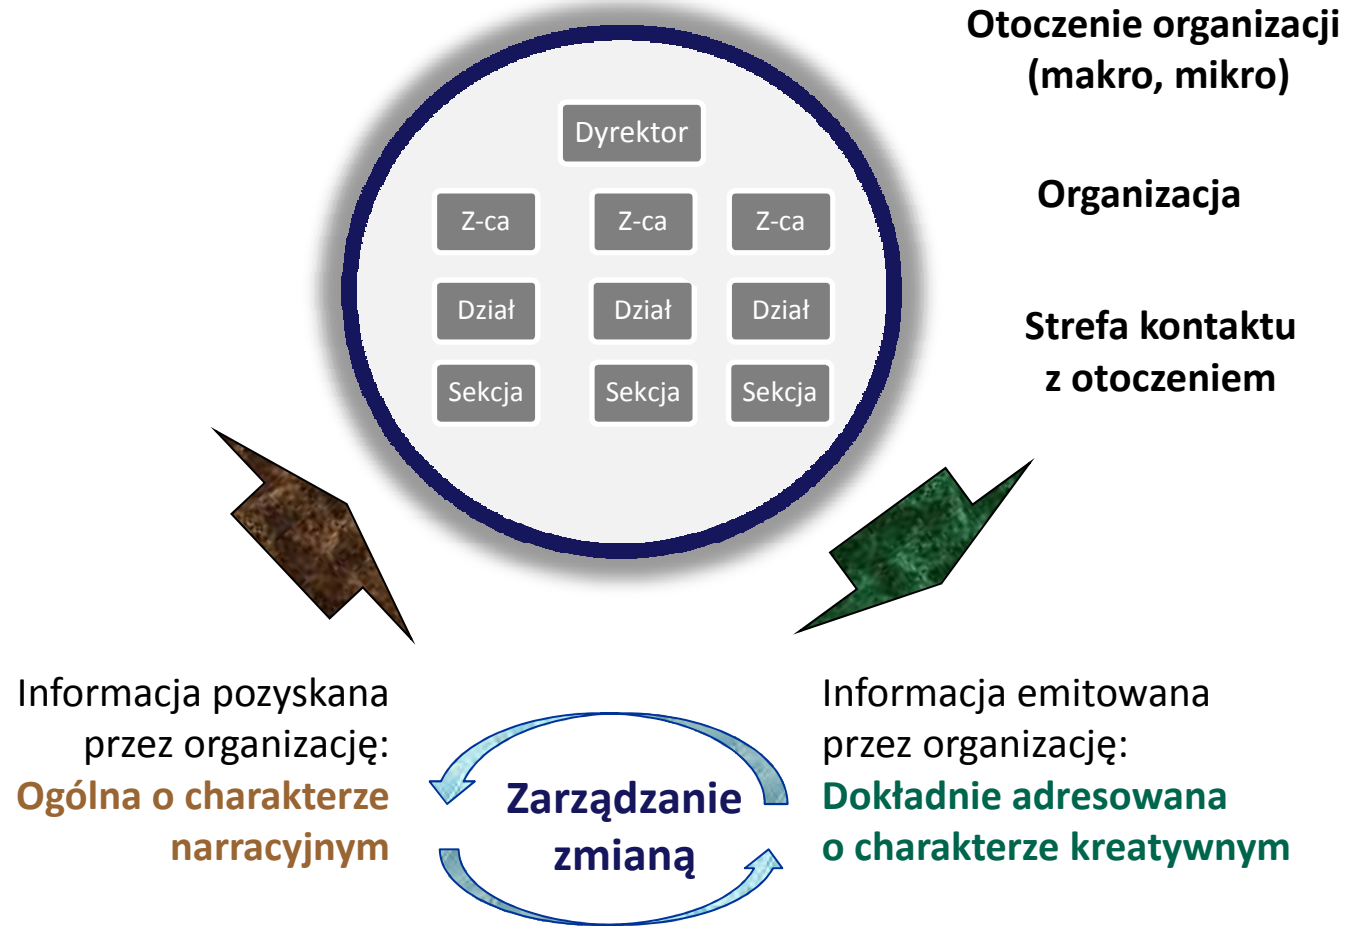 Otoczenie organizacji
(makro, mikro)
Dyrektor
Organizacja
Z-ca
Z-ca
Z-ca
Dział
Dział
Dział
Strefa kontaktu
z otoczeniem
Sekcja
Sekcja
Sekcja
Informacja pozyskana
przez organizację:
Ogólna o charakterze
narracyjnym
Zarządzanie
zmianą
Informacja emitowana
przez organizację:
Dokładnie adresowana
o charakterze kreatywnym